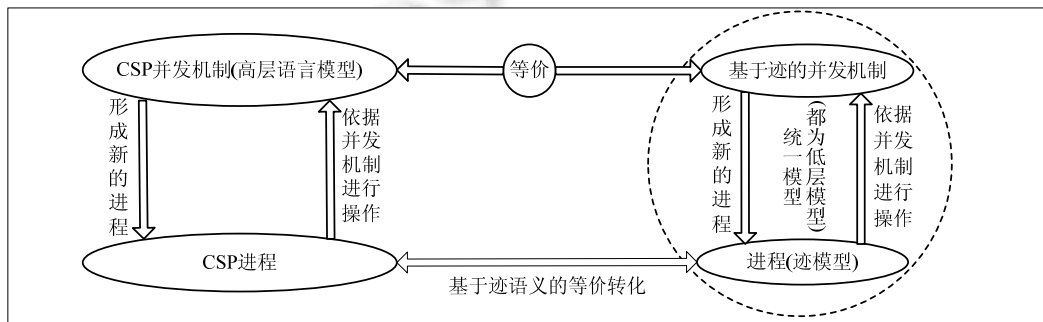 CSP并发机制(高层语言模型)
等价
基于迹的并发机制
形成新的进程
依据
并发
机制
进行
操作
形成新的进程
(都为低层模型)
统一模型
依据
并发
机制
进行
操作
CSP进程
进程(迹模型)
基于迹语义的等价转化